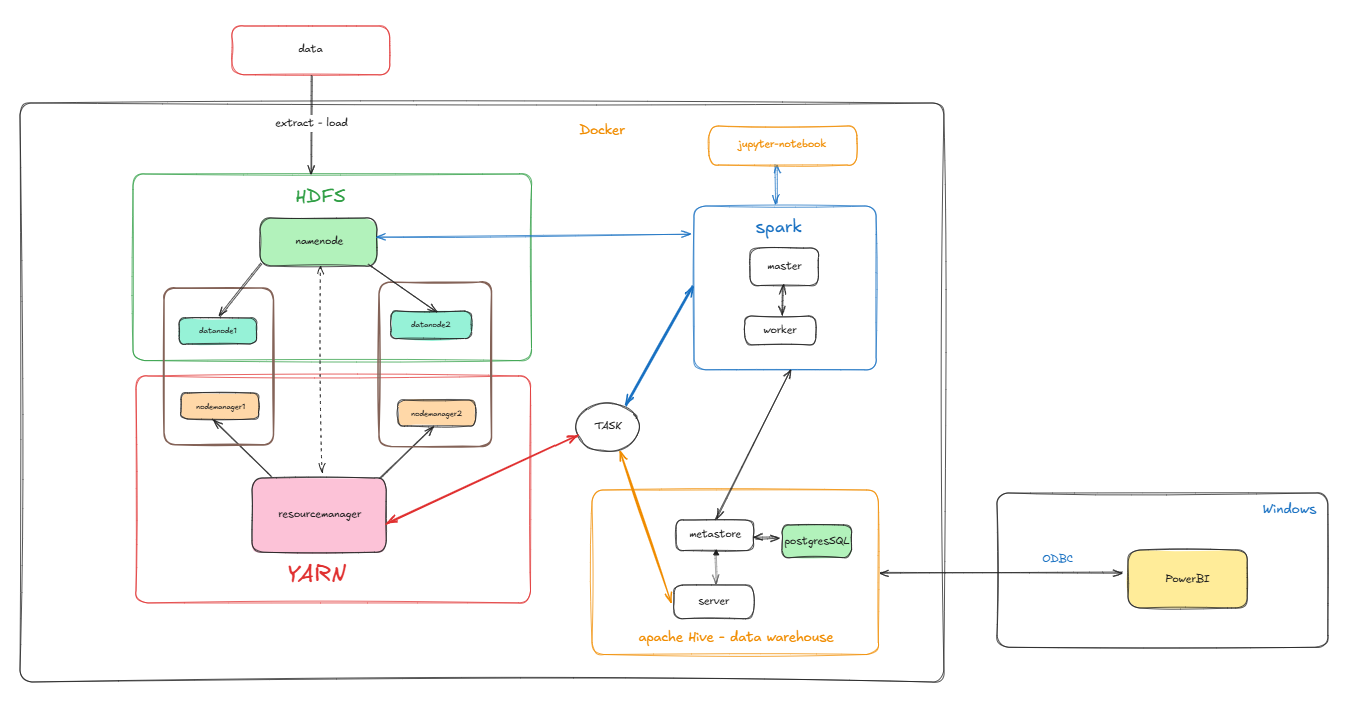 data
extract - load
Docker
jupyter-notebook
HDFS
spark
namenode
master
datanode1
datanode2
worker
nodemanager1
nodemanager2
TASK
resourcemanager
YARN
metastore
postgresSQL
server
apache Hive - data warehouse
Windows
ODBC
PowerBI